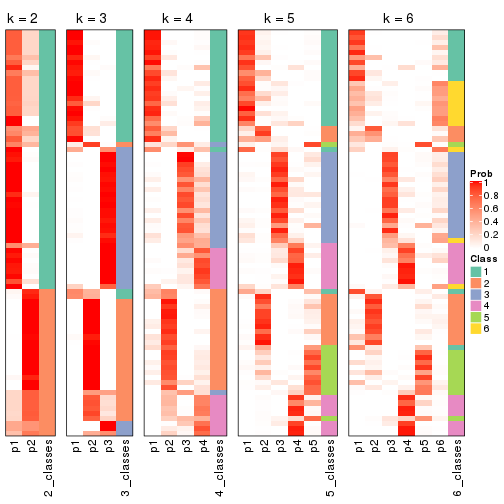 k = 2
k = 3
k = 4
k = 5
k = 6
p1
p2
2_classes
p1
p2
p3
3_classes
p1
p2
p3
p4
4_classes
p1
p2
p3
p4
p5
5_classes
p1
p2
p3
p4
p5
p6
6_classes
Prob
1
0.8
0.6
0.4
0.2
0
Class
1
2
3
4
5
6